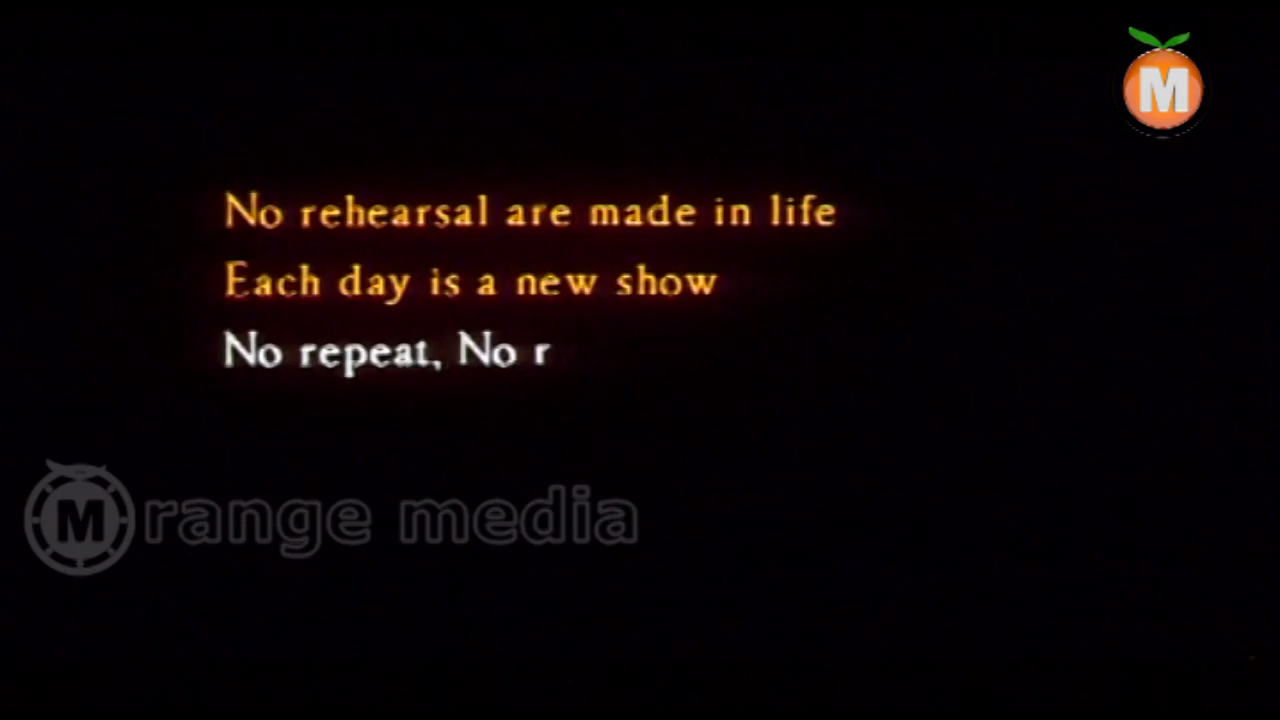 M
No rehearsal are made in life
Each day is a new show
No repeat, No r
Mrange media